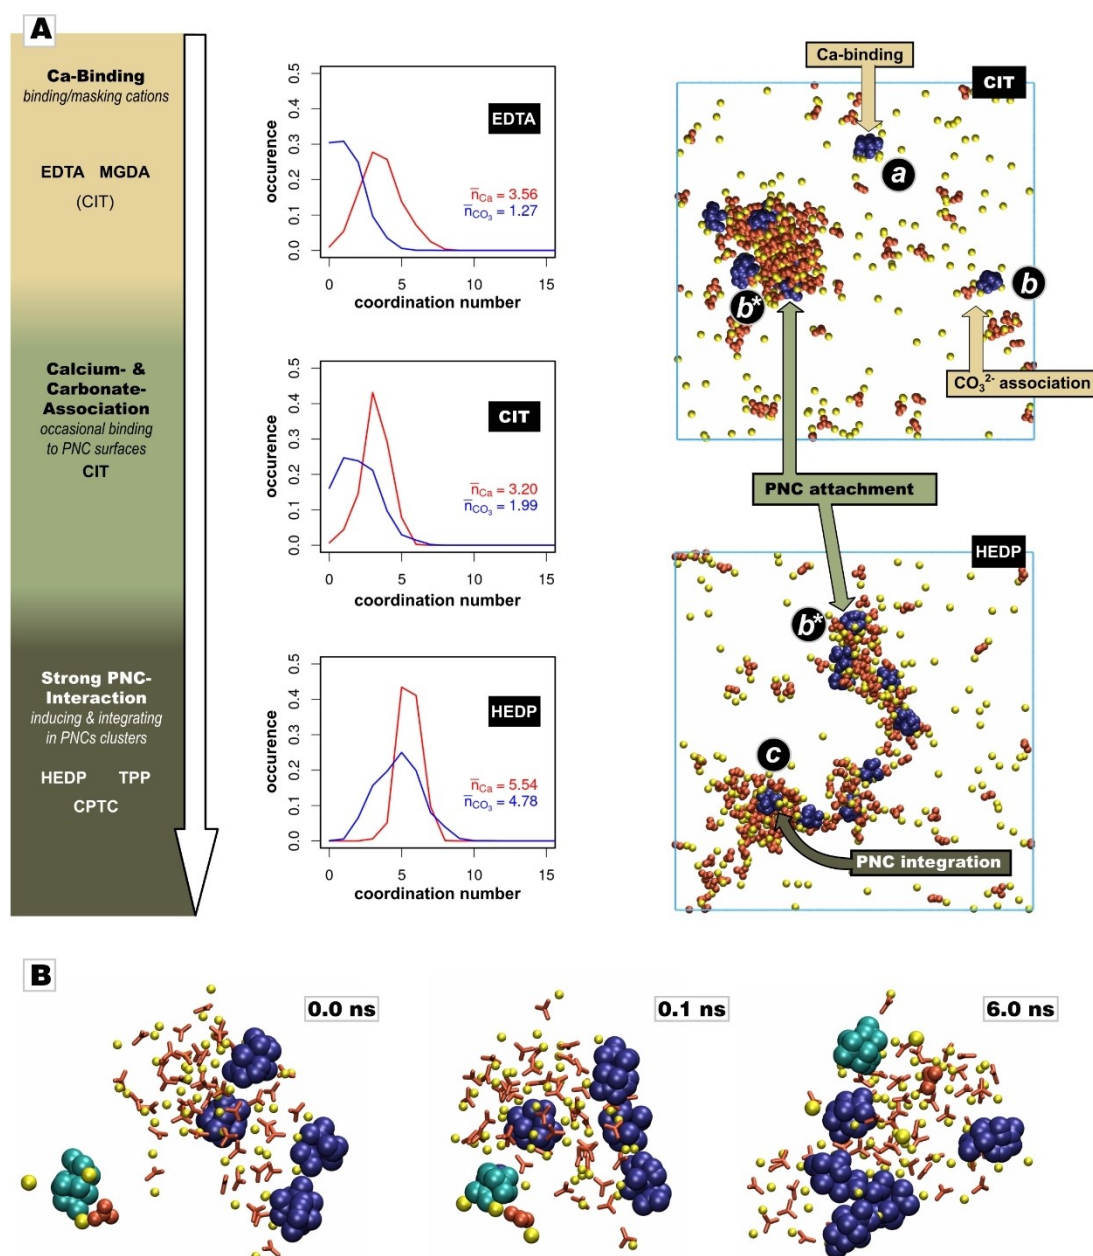 A
Ca-Binding
binding/masking cations
EDTA MGDA
(CIT)
Calcium- &
Carbonate-
Association
occasional binding
to PNC surfaces
CIT
Strong PNC-
Interaction
inducing & integrating
in PNCs clusters
HEDP TPP
CPTC
occurence
0.5
0.4
0.3
0.2
0.1
0.0
EDTA
n̅Ca = 3.56
n̅CO3 = 1.27
0 5 10 15
coordination number
occurence
0.5
0.4
0.3
0.2
0.1
0.0
CIT
n̅Ca = 3.20
n̅CO3 = 1.99
0 5 10 15
coordination number
occurence
0.5
0.4
0.3
0.2
0.1
0.0
HEDP
n̅Ca = 5.54
n̅CO3 = 4.78
0 5 10 15
coordination number
Ca-binding
CIT
a
b
b*
CO₃²⁻ association
PNC attachment
HEDP
b*
c
PNC integration
B
0.0 ns
0.1 ns
6.0 ns